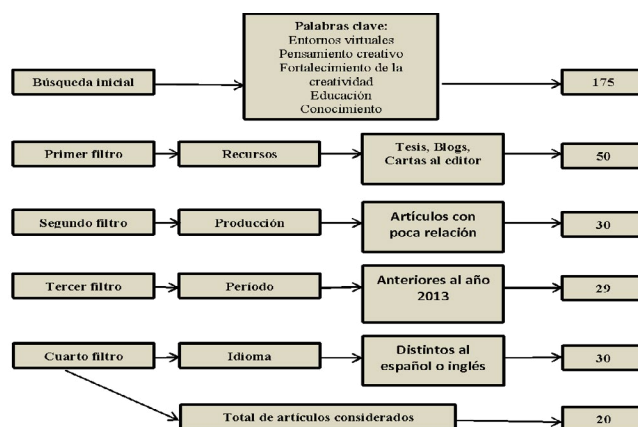 Palabras clave:
Entornos virtuales
Pensamiento creativo
Fortalecimiento de la
creatividad
Educación
Conocimiento
Búsqueda inicial
175
Primer filtro
Recursos
Tesis, Blogs,
Cartas al editor
50
Segundo filtro
Producción
Artículos con
poca relación
30
Tercer filtro
Período
Anteriores al año
2013
29
Cuarto filtro
Idioma
Distintos al
español o inglés
30
Total de artículos considerados
20